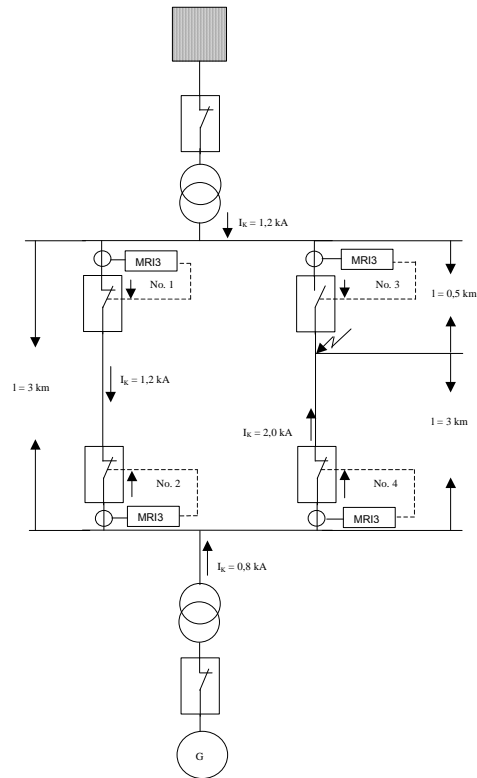 I_K = 1,2 kA
MRI3
MRI3
No. 1
No. 3
l = 0,5 km
l = 3 km
I_K = 1,2 kA
l = 3 km
I_K = 2,0 kA
No. 2
No. 4
MRI3
MRI3
I_K = 0,8 kA
G